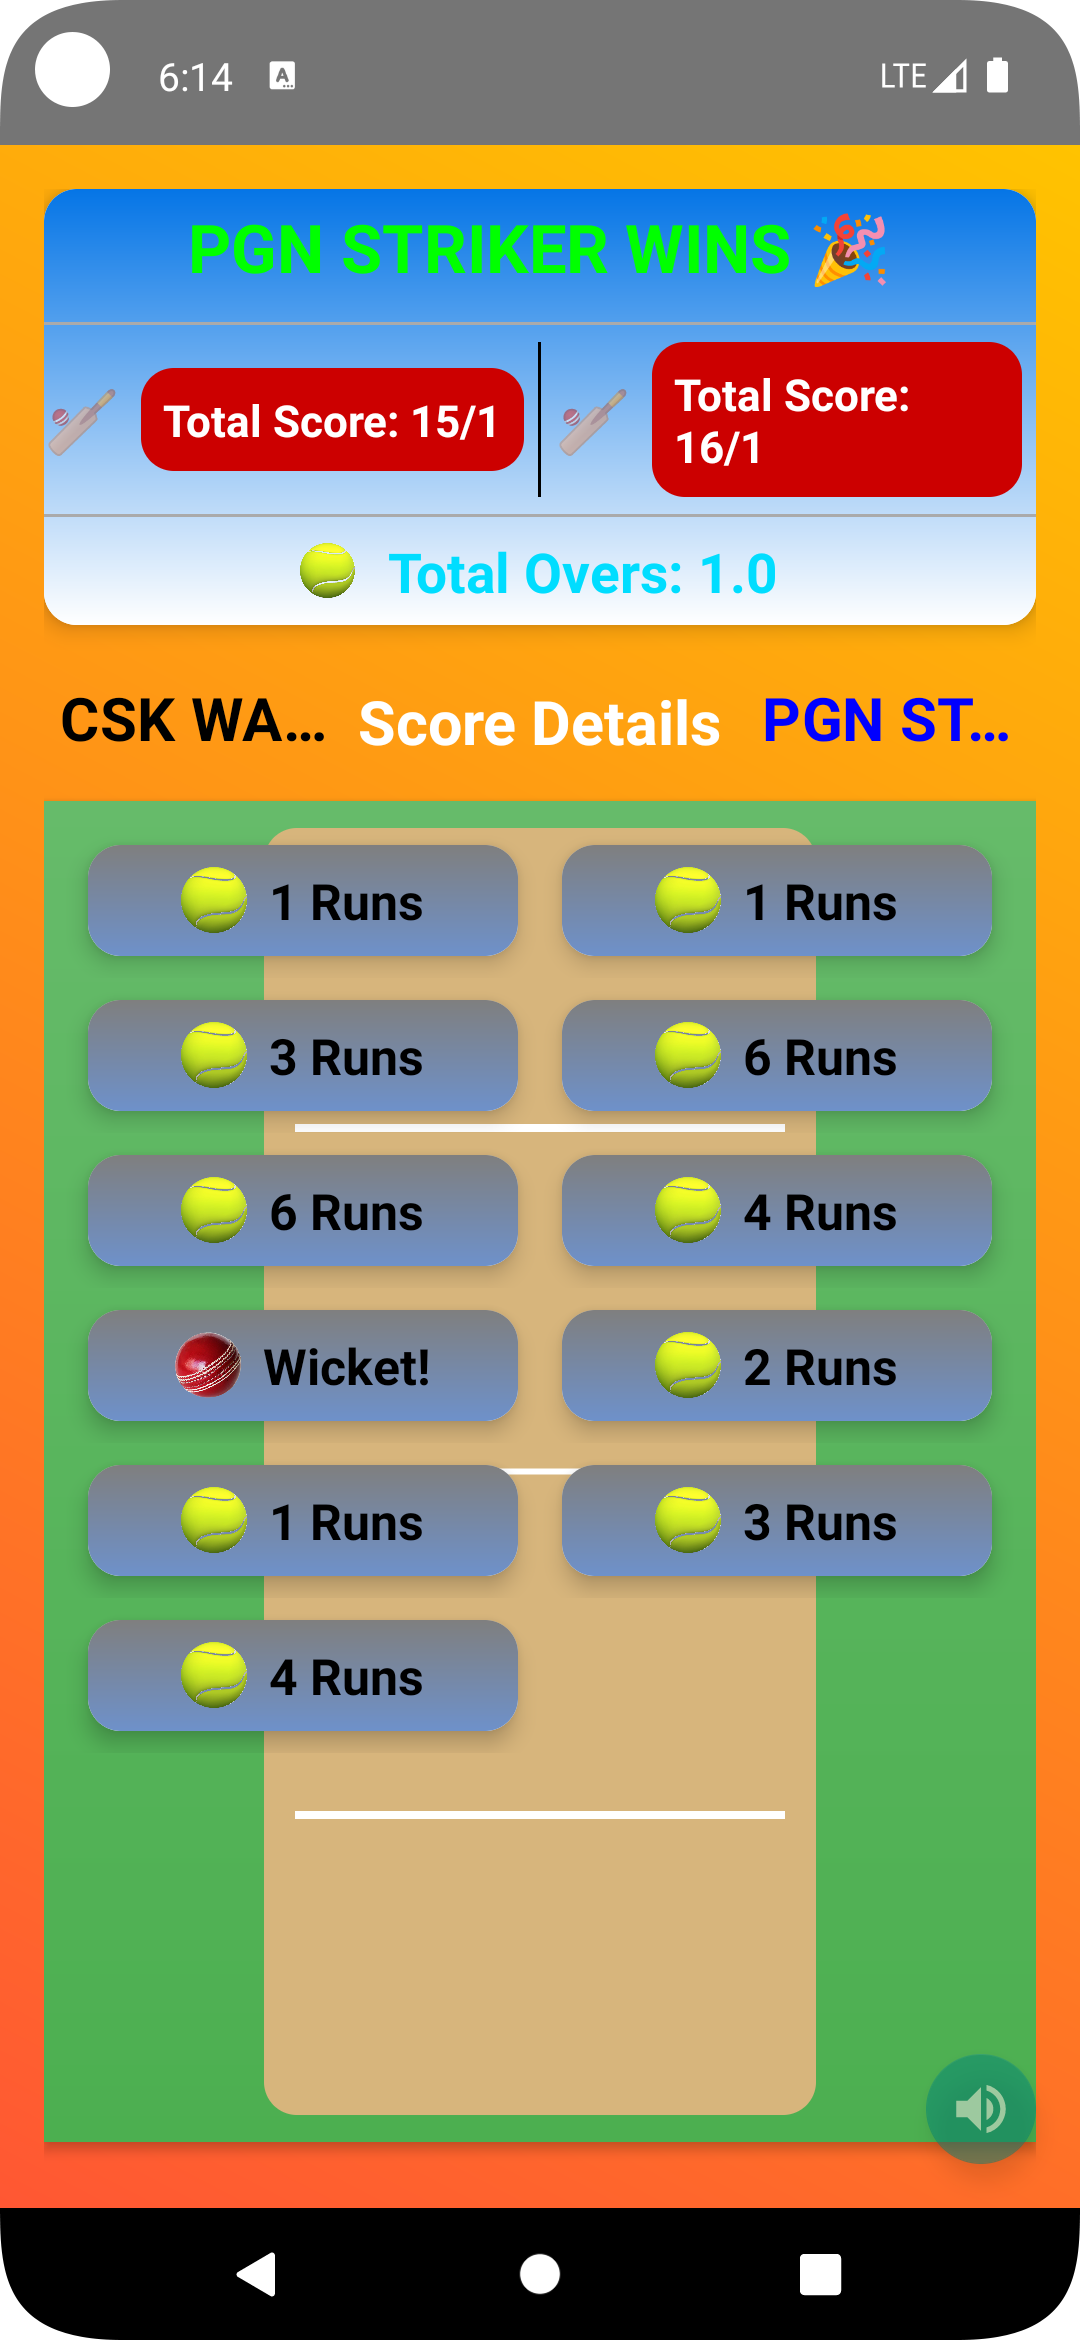 6:14
LTE
PGN STRIKER WINS 🎉
Total Score: 15/1
Total Score:
16/1
Total Overs: 1.0
CSK WA...
Score Details
PGN ST...
1 Runs
1 Runs
3 Runs
6 Runs
6 Runs
4 Runs
Wicket!
2 Runs
1 Runs
3 Runs
4 Runs